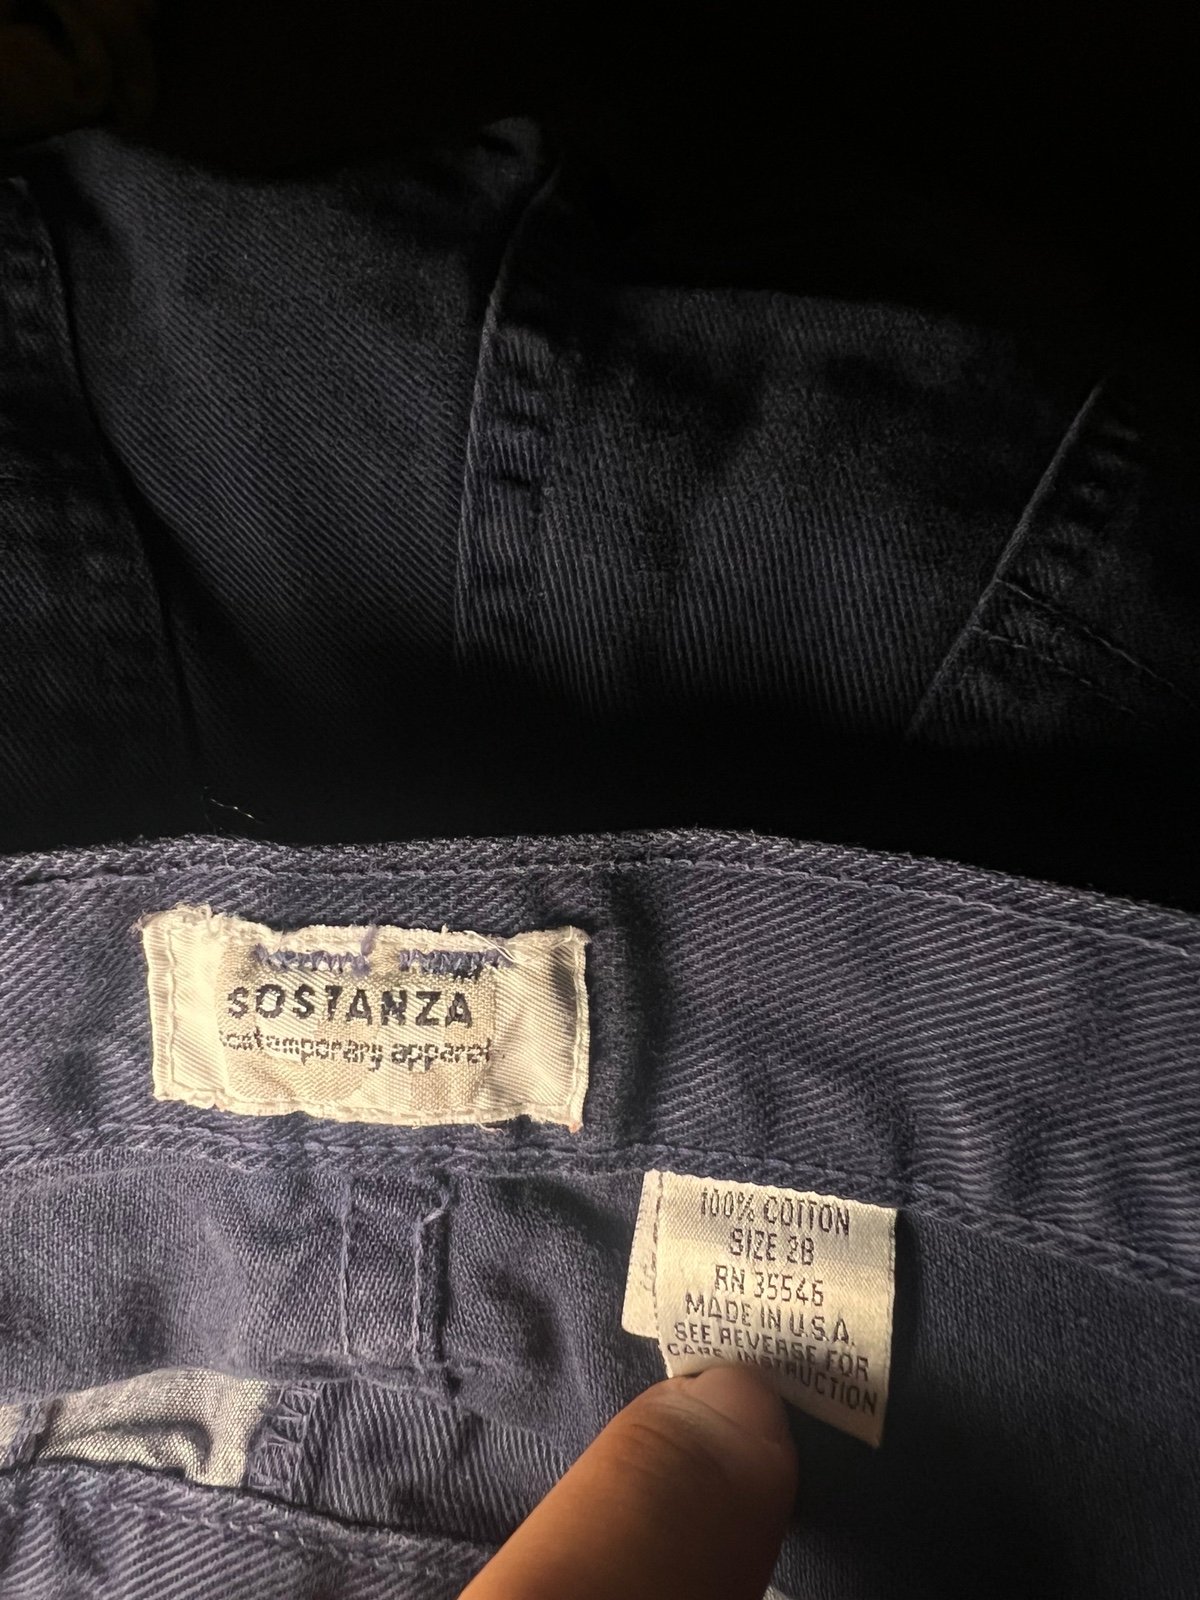 SOSTANZA
contemporary apparel
100% COTTON
SIZE 28
RN 35546
MADE IN U.S.A.
SEE REVERSE FOR
CARE INSTRUCTION